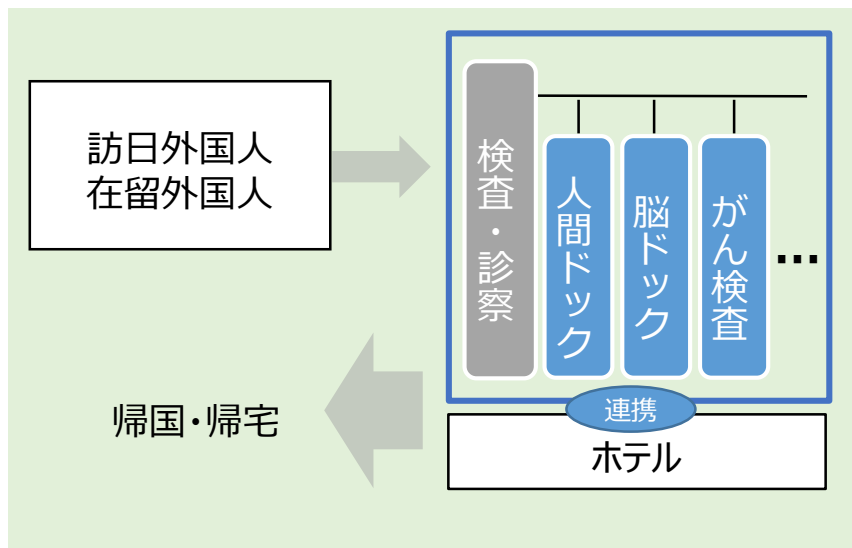 訪日外国人
在留外国人
検査・診察
人間ドック
脳ドック
がん検査
…
連携
ホテル
帰国・帰宅